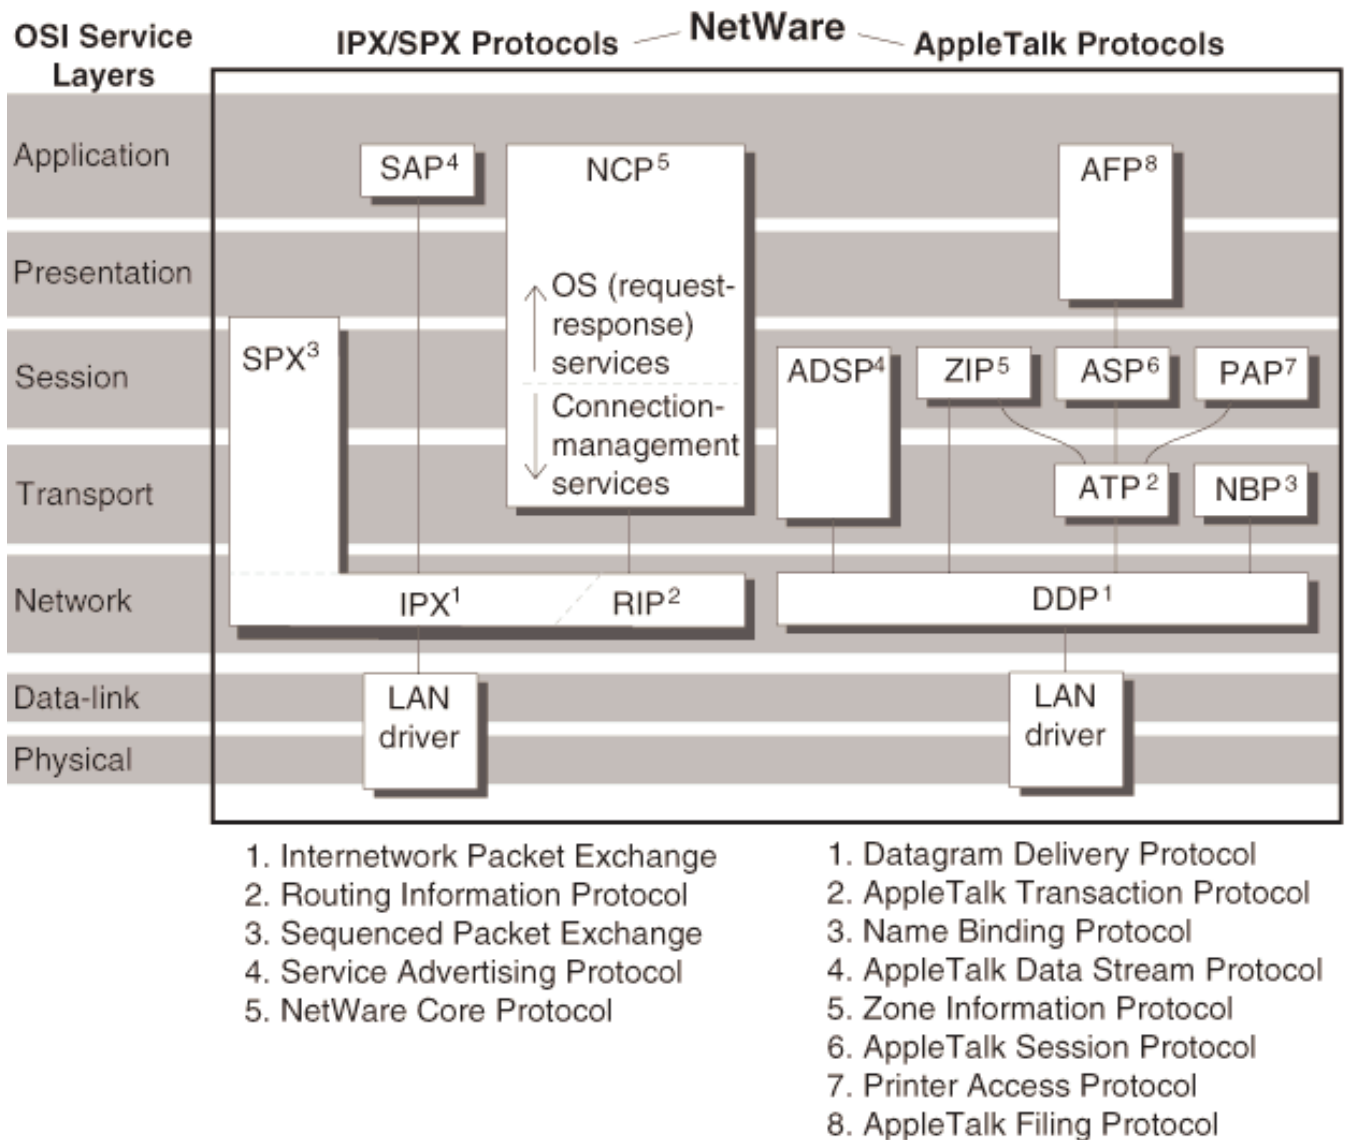 NetWare
OSI Service
Layers
IPX/SPX Protocols
AppleTalk Protocols
Application
SAP4
NCP5
AFP8
Presentation
OS (request-
response)
services
SPX3
Session
ADSP4
ZIP5
ASP6
PAP7
Connection-
management
services
Transport
ATP2
NBP3
Network
IPX1
RIP2
DDP1
Data-link
LAN
driver
LAN
driver
Physical
1. Internetwork Packet Exchange
2. Routing Information Protocol
3. Sequenced Packet Exchange
4. Service Advertising Protocol
5. NetWare Core Protocol
1. Datagram Delivery Protocol
2. AppleTalk Transaction Protocol
3. Name Binding Protocol
4. AppleTalk Data Stream Protocol
5. Zone Information Protocol
6. AppleTalk Session Protocol
7. Printer Access Protocol
8. AppleTalk Filing Protocol